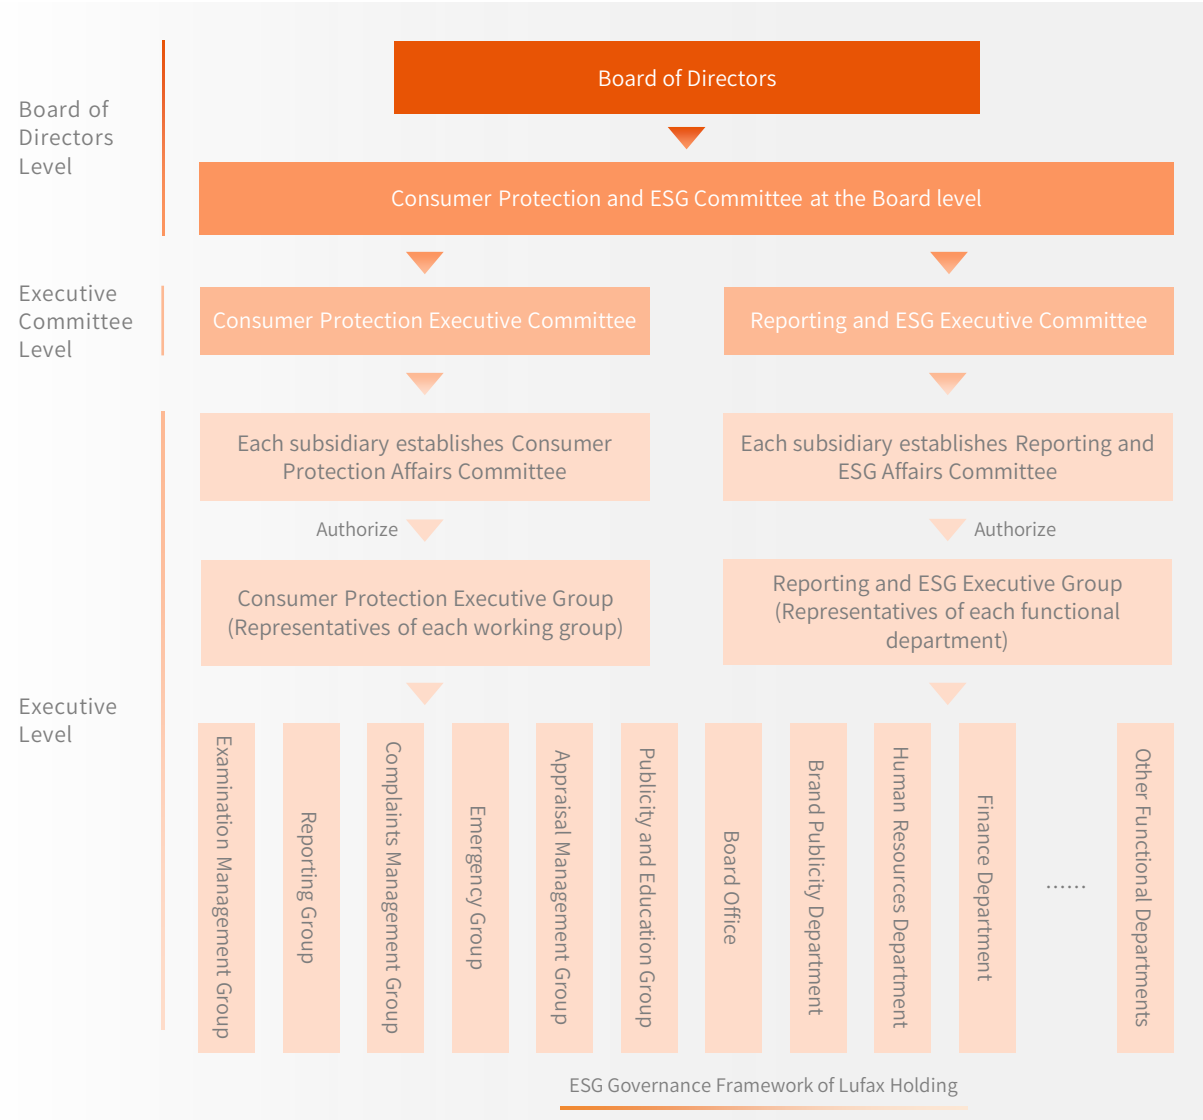 Board of
Directors
Level
Board of Directors
Consumer Protection and ESG Committee at the Board level
Executive
Committee
Level
Consumer Protection Executive Committee
Reporting and ESG Executive Committee
Each subsidiary establishes Consumer
Protection Affairs Committee
Each subsidiary establishes Reporting and
ESG Affairs Committee
Authorize
Authorize
Consumer Protection Executive Group
(Representatives of each working group)
Reporting and ESG Executive Group
(Representatives of each functional
department)
Executive
Level
Examination Management Group
Reporting Group
Complaints Management Group
Emergency Group
Appraisal Management Group
Publicity and Education Group
Board Office
Brand Publicity Department
Human Resources Department
Finance Department
......
Other Functional Departments
ESG Governance Framework of Lufax Holding